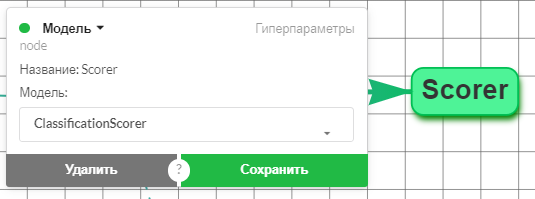 Модель
Гиперпараметры
node
Название: Scorer
Модель:
ClassificationScorer
Удалить
?
Сохранить
Scorer